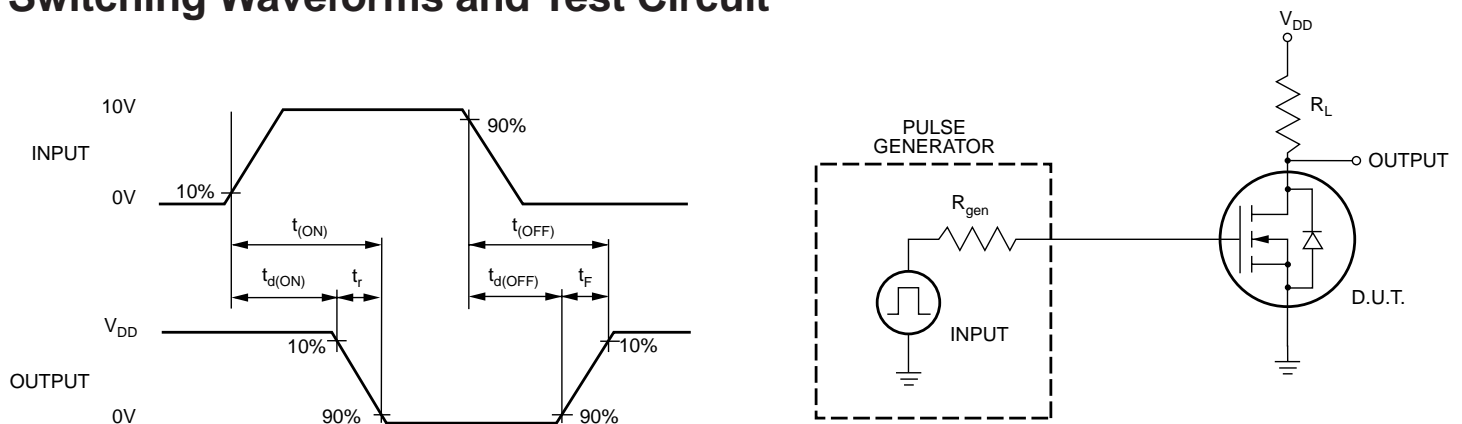 Switching Waveforms and Test Circuit
10V
INPUT
0V
10%
90%
t(ON)
t(OFF)
td(ON)
tr
td(OFF)
tF
VDD
OUTPUT
0V
10%
10%
90%
90%
PULSE
GENERATOR
Rgen
INPUT
VDD
RL
OUTPUT
D.U.T.